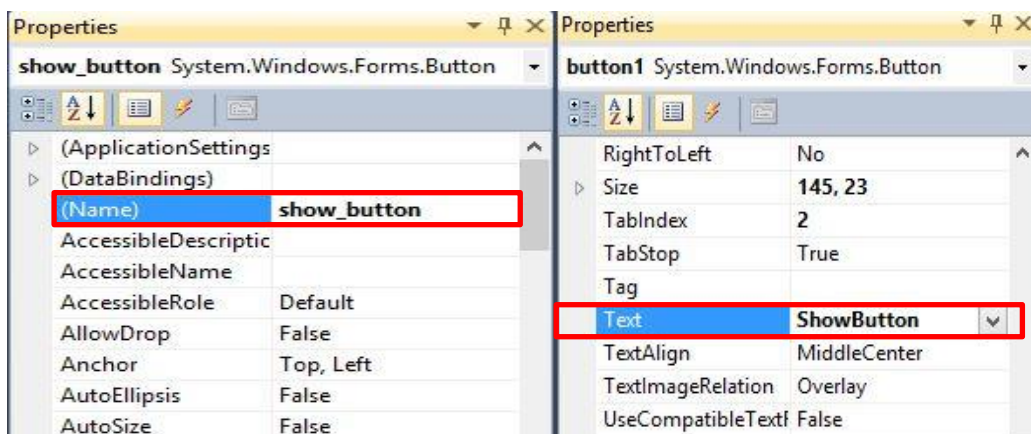 Properties
show_button System.Windows.Forms.Button
(ApplicationSettings
(DataBindings)
(Name) show_button
AccessibleDescriptic
AccessibleName
AccessibleRole Default
AllowDrop False
Anchor Top, Left
AutoEllipsis False
AutoSize False
Properties
button1 System.Windows.Forms.Button
RightToLeft No
Size 145, 23
TabIndex 2
TabStop True
Tag
Text ShowButton
TextAlign MiddleCenter
TextImageRelation Overlay
UseCompatibleTextF False